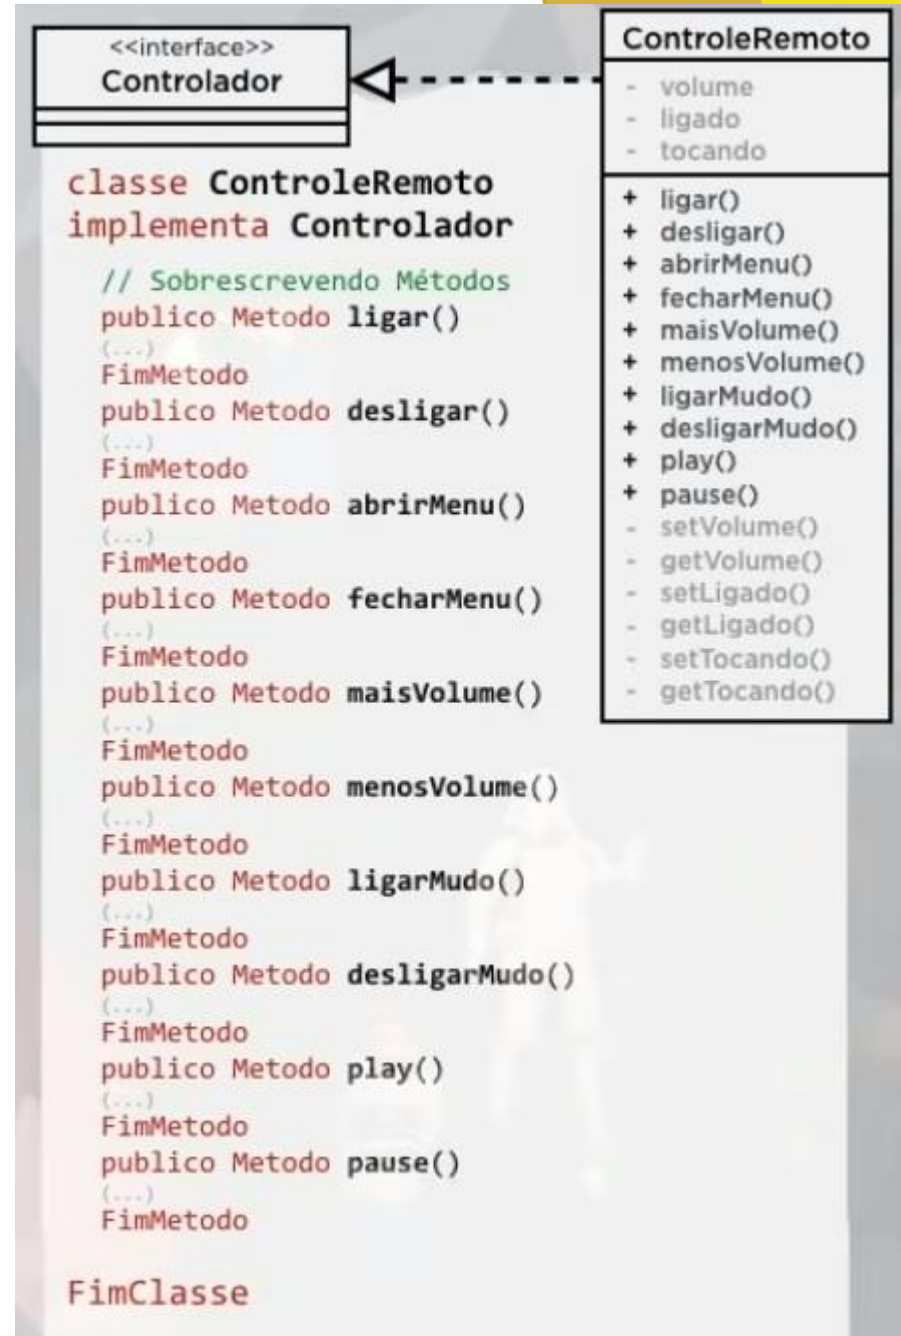 <<interface>>
Controlador
classe ControleRemoto
implementa Controlador
// Sobrescrevendo Métodos
publico Metodo ligar()
(...)
FimMetodo
publico Metodo desligar()
(...)
FimMetodo
publico Metodo abrirMenu()
(...)
FimMetodo
publico Metodo fecharMenu()
(...)
FimMetodo
publico Metodo maisVolume()
(...)
FimMetodo
publico Metodo menosVolume()
(...)
FimMetodo
publico Metodo ligarMudo()
(...)
FimMetodo
publico Metodo desligarMudo()
(...)
FimMetodo
publico Metodo play()
(...)
FimMetodo
publico Metodo pause()
(...)
FimMetodo
FimClasse
ControleRemoto
- volume
- ligado
- tocando
+ ligar()
+ desligar()
+ abrirMenu()
+ fecharMenu()
+ maisVolume()
+ menosVolume()
+ ligarMudo()
+ desligarMudo()
+ play()
+ pause()
- setVolume()
- getVolume()
- setLigado()
- getLigado()
- setTocando()
- getTocando()